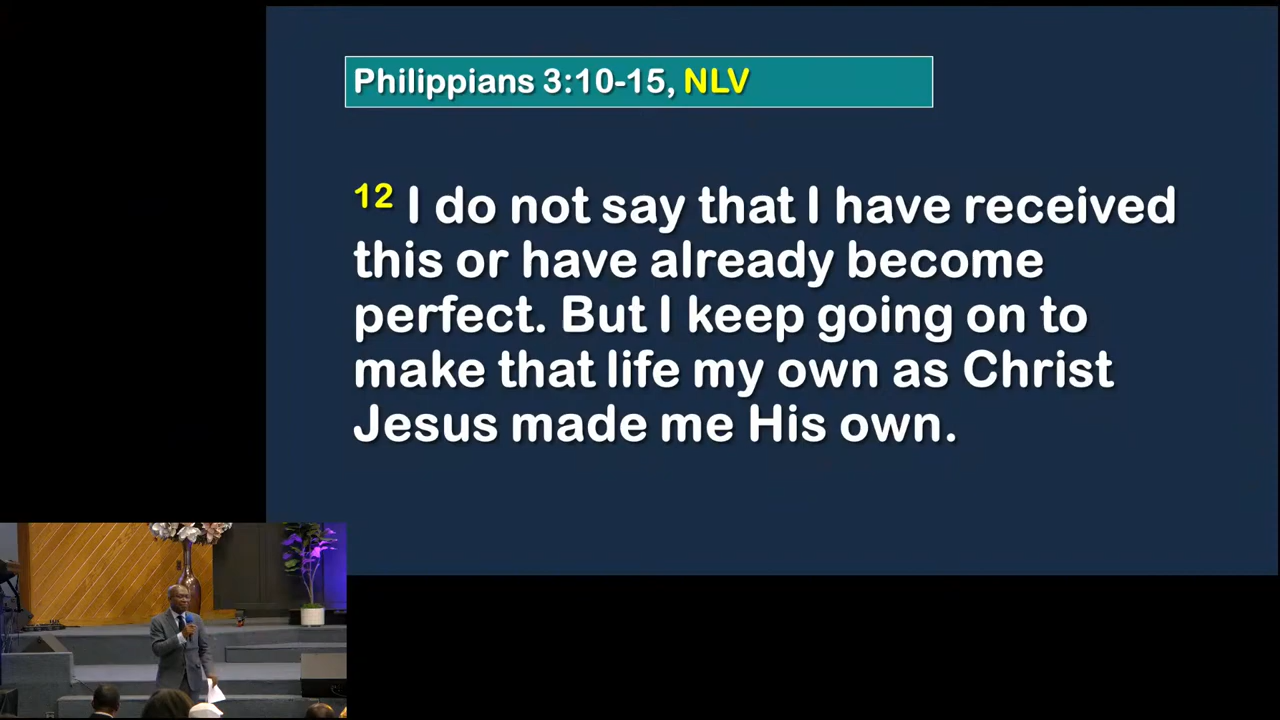 Philippians 3:10-15, NLV
12 I do not say that I have received
this or have already become
perfect. But I keep going on to
make that life my own as Christ
Jesus made me His own.